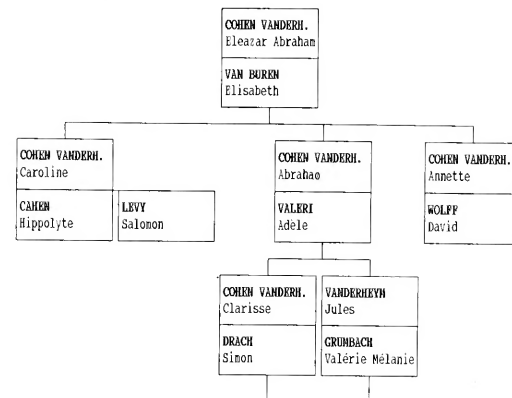 COHEN VANDERH.
Eleazar Abraham
VAN BUREN
Elisabeth
COHEN VANDERH.
Caroline
CAHEN
Hippolyte
LEVY
Salomon
COHEN VANDERH.
Abraham
VALERI
Adèle
COHEN VANDERH.
Annette
WOLFF
David
COHEN VANDERH.
Clarisse
DRACH
Simon
VANDERHEYM
Jules
GRUMBACH
Valérie Mélanie